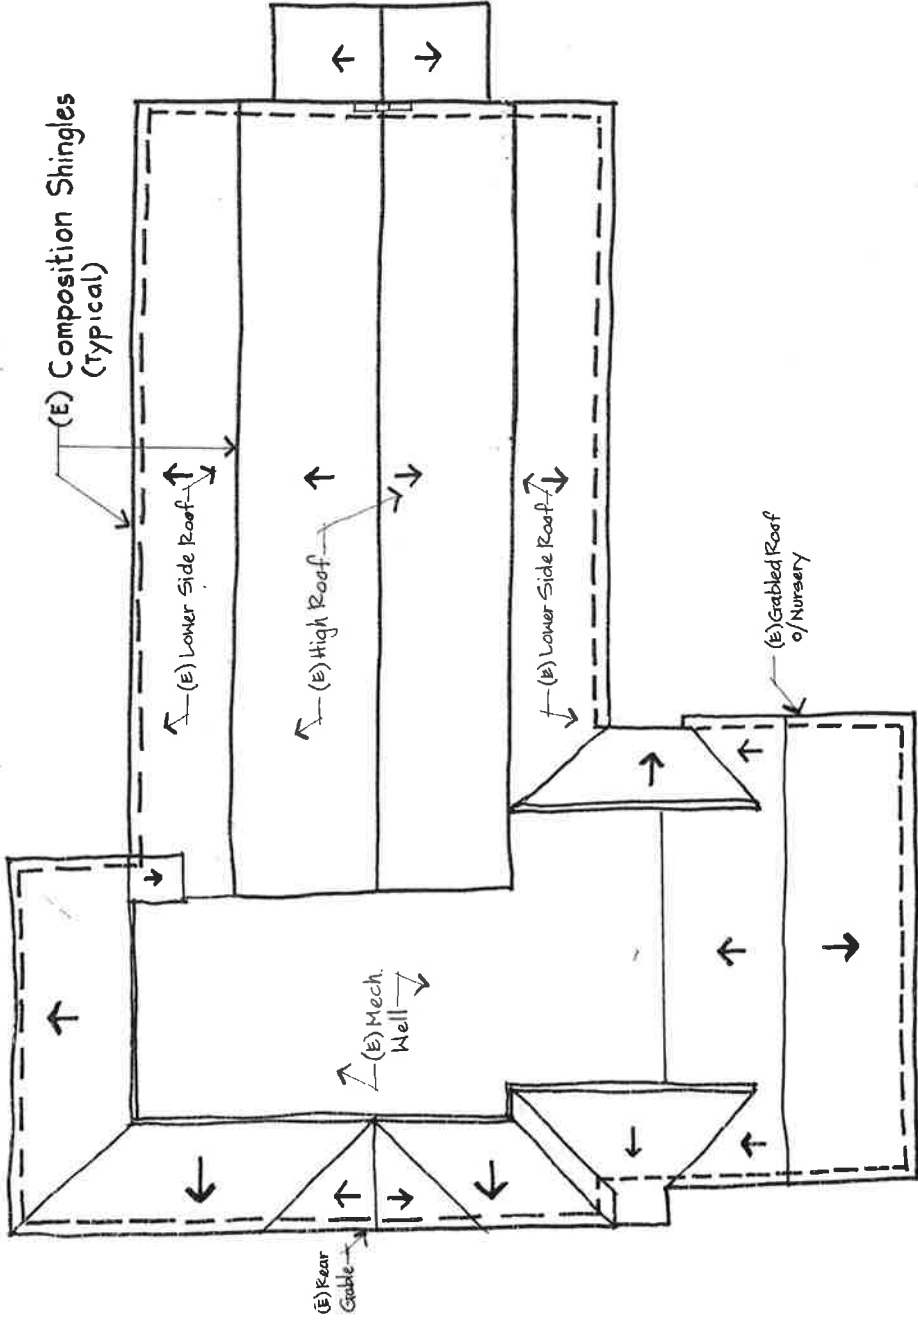 (E) Composition Shingles
(Typical)
(E) Lower Side Roof
(E) High Roof
(E) Lower Side Roof
(E) Gabled Roof
o/Nursery
(E) Mech.
Well
(E) Rear
Gable